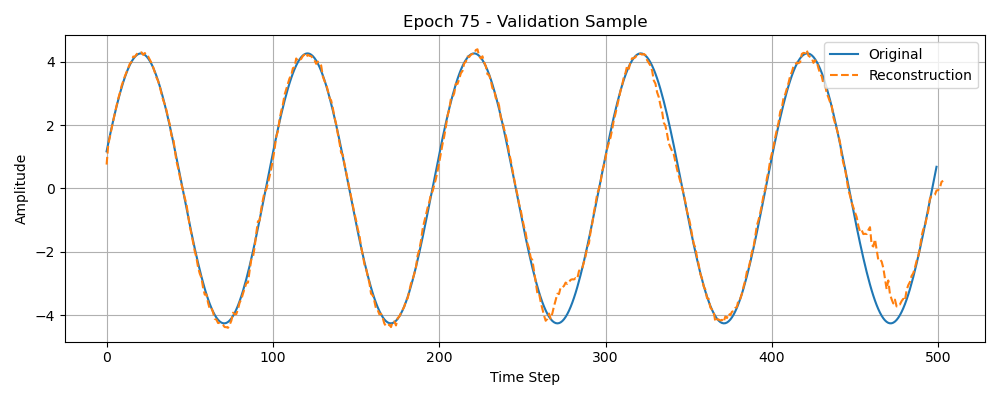 Epoch 75 - Validation Sample
Original
Reconstruction
Amplitude
4
2
0
−2
−4
0 100 200 300 400 500
Time Step